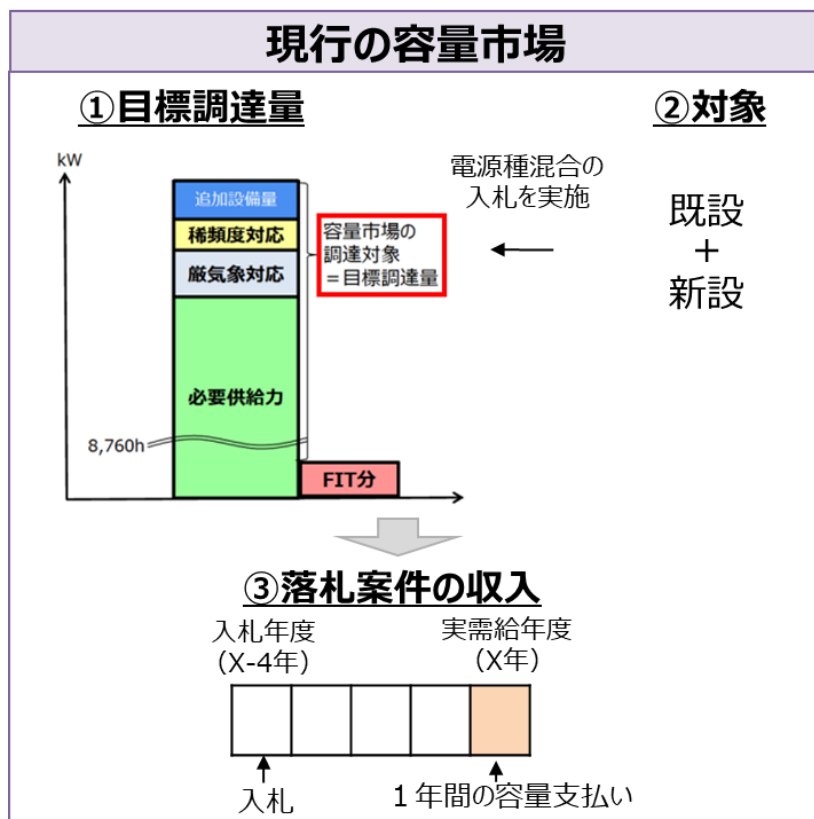 現行の容量市場
①目標調達量
②対象
kW
追加設備量
稀頻度対応
厳気象対応
必要供給力
8,760h
FIT分
容量市場の
調達対象
＝目標調達量
電源種混合の
入札を実施
既設
＋
新設
③落札案件の収入
入札年度
（X-4年）
実需給年度
（X年）
入札
１年間の容量支払い